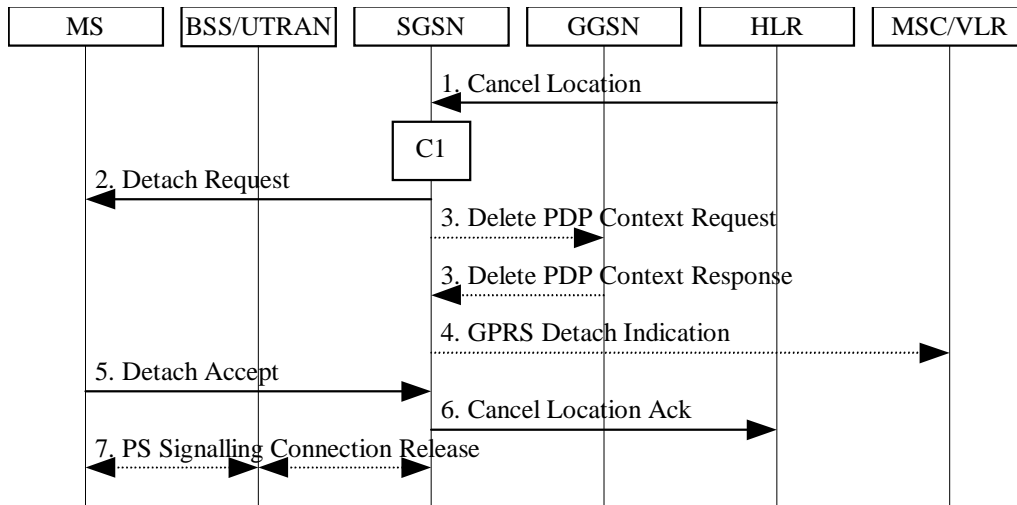 MS BSS/UTRAN SGSN GGSN HLR MSC/VLR
1. Cancel Location
C1
2. Detach Request
3. Delete PDP Context Request
3. Delete PDP Context Response
4. GPRS Detach Indication
5. Detach Accept
6. Cancel Location Ack
7. PS Signalling Connection Release